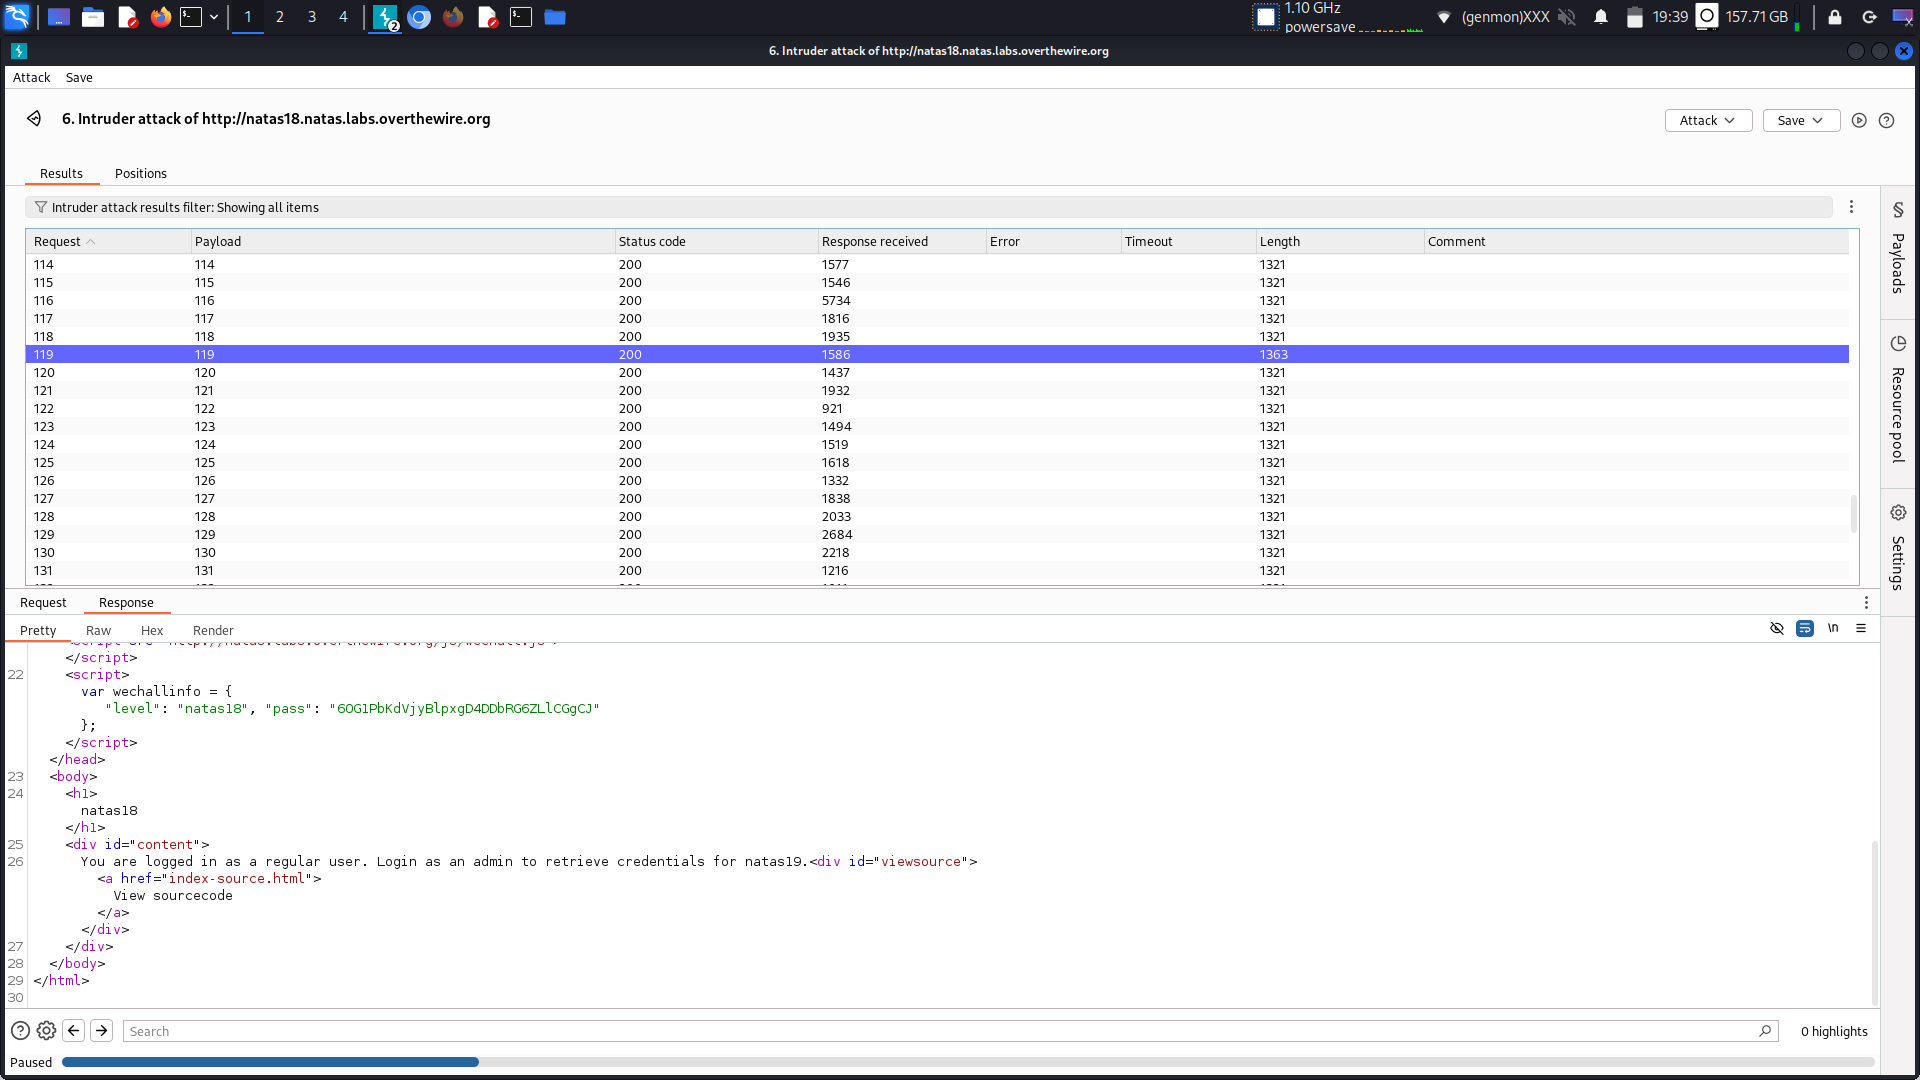 1 2 3 4 2 1.10 GHz powersave (genmon)XXX 19:39 157.71 GB
6. Intruder attack of http://natas18.natas.labs.overthewire.org
Attack Save
6. Intruder attack of http://natas18.natas.labs.overthewire.org Attack Save
Results Positions
Intruder attack results filter: Showing all items
Request Payload Status code Response received Error Timeout Length Comment
114 114 200 1577 1321
115 115 200 1546 1321
116 116 200 5734 1321
117 117 200 1816 1321
118 118 200 1935 1321
119 119 200 1586 1363
120 120 200 1437 1321
121 121 200 1932 1321
122 122 200 921 1321
123 123 200 1494 1321
124 124 200 1519 1321
125 125 200 1618 1321
126 126 200 1332 1321
127 127 200 1838 1321
128 128 200 2033 1321
129 129 200 2684 1321
130 130 200 2218 1321
131 131 200 1216 1321
Payloads
Resource pool
Settings
Request Response
Pretty Raw Hex Render \n
</script>
22 <script>
var wechallinfo = {
"level": "natas18", "pass": "6OG1PbKdVjyBlpxgD4DDbRG6ZLlCGgCJ"
};
</script>
</head>
23 <body>
24 <h1>
natas18
</h1>
25 <div id="content">
26 You are logged in as a regular user. Login as an admin to retrieve credentials for natas19.<div id="viewsource">
<a href="index-source.html">
View sourcecode
</a>
</div>
27 </div>
28 </body>
29 </html>
30
Search 0 highlights
Paused